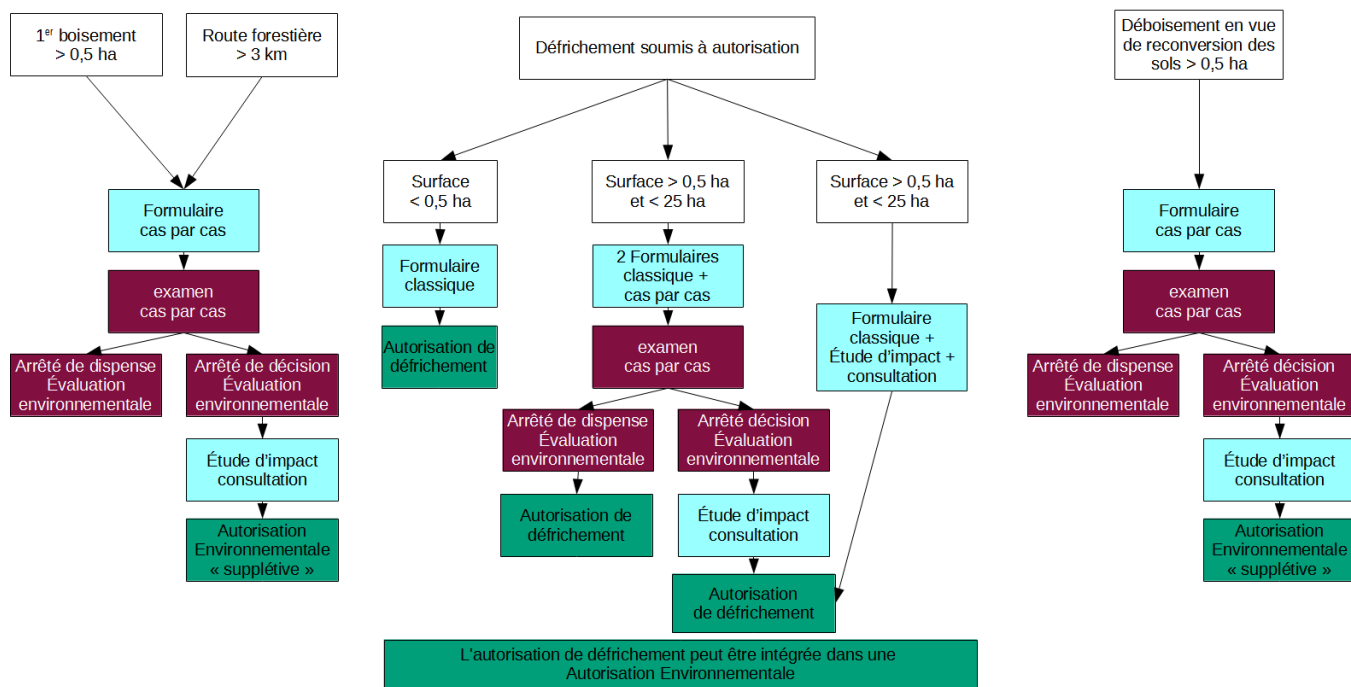 1er boisement
> 0,5 ha
Route forestière
> 3 km
Formulaire
cas par cas
examen
cas par cas
Arrêté de dispense
Évaluation
environnementale
Arrêté de décision
Évaluation
environnementale
Étude d'impact
consultation
Autorisation
Environnementale
« supplétive »
Défrichement soumis à autorisation
Surface
< 0,5 ha
Formulaire
classique
Autorisation de
défrichement
Surface > 0,5 ha
et < 25 ha
2 Formulaires
classique +
cas par cas
examen
cas par cas
Arrêté de dispense
Évaluation
environnementale
Autorisation de
défrichement
Arrêté décision
Évaluation
environnementale
Étude d'impact
consultation
Autorisation
de défrichement
Surface > 0,5 ha
et < 25 ha
Formulaire
classique +
Étude d'impact +
consultation
L'autorisation de défrichement peut être intégrée dans une
Autorisation Environnementale
Déboisement en vue
de reconversion des
sols > 0,5 ha
Formulaire
cas par cas
examen
cas par cas
Arrêté de dispense
Évaluation
environnementale
Arrêté décision
Évaluation
environnementale
Étude d'impact
consultation
Autorisation
Environnementale
« supplétive »